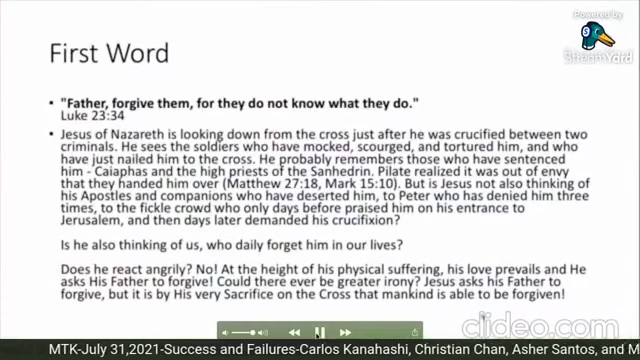 Powered by
StreamYard
First Word
• "Father, forgive them, for they do not know what they do."
Luke 23:34
• Jesus of Nazareth is looking down from the cross just after he was crucified between two
criminals. He sees the soldiers who have mocked, scourged, and tortured him, and who
have just nailed him to the cross. He probably remembers those who have sentenced
him - Caiaphas and the high priests of the Sanhedrin. Pilate realized it was out of envy
that they handed him over (Matthew 27:18, Mark 15:10). But is Jesus not also thinking of
his Apostles and companions who have deserted him, to Peter who has denied him three
times, to the fickle crowd who only days before praised him on his entrance to
Jerusalem, and then days later demanded his crucifixion?
Is he also thinking of us, who daily forget him in our lives?
Does he react angrily? No! At the height of his physical suffering, his love prevails and He
asks His Father to forgive! Could there ever be greater irony? Jesus asks his Father to
forgive, but it is by His very Sacrifice on the Cross that mankind is able to be forgiven!
clideo.com
MTK-July 31,2021-Success and Failures-Carlos Kanahashi, Christian Chan, Asher Santos, and M